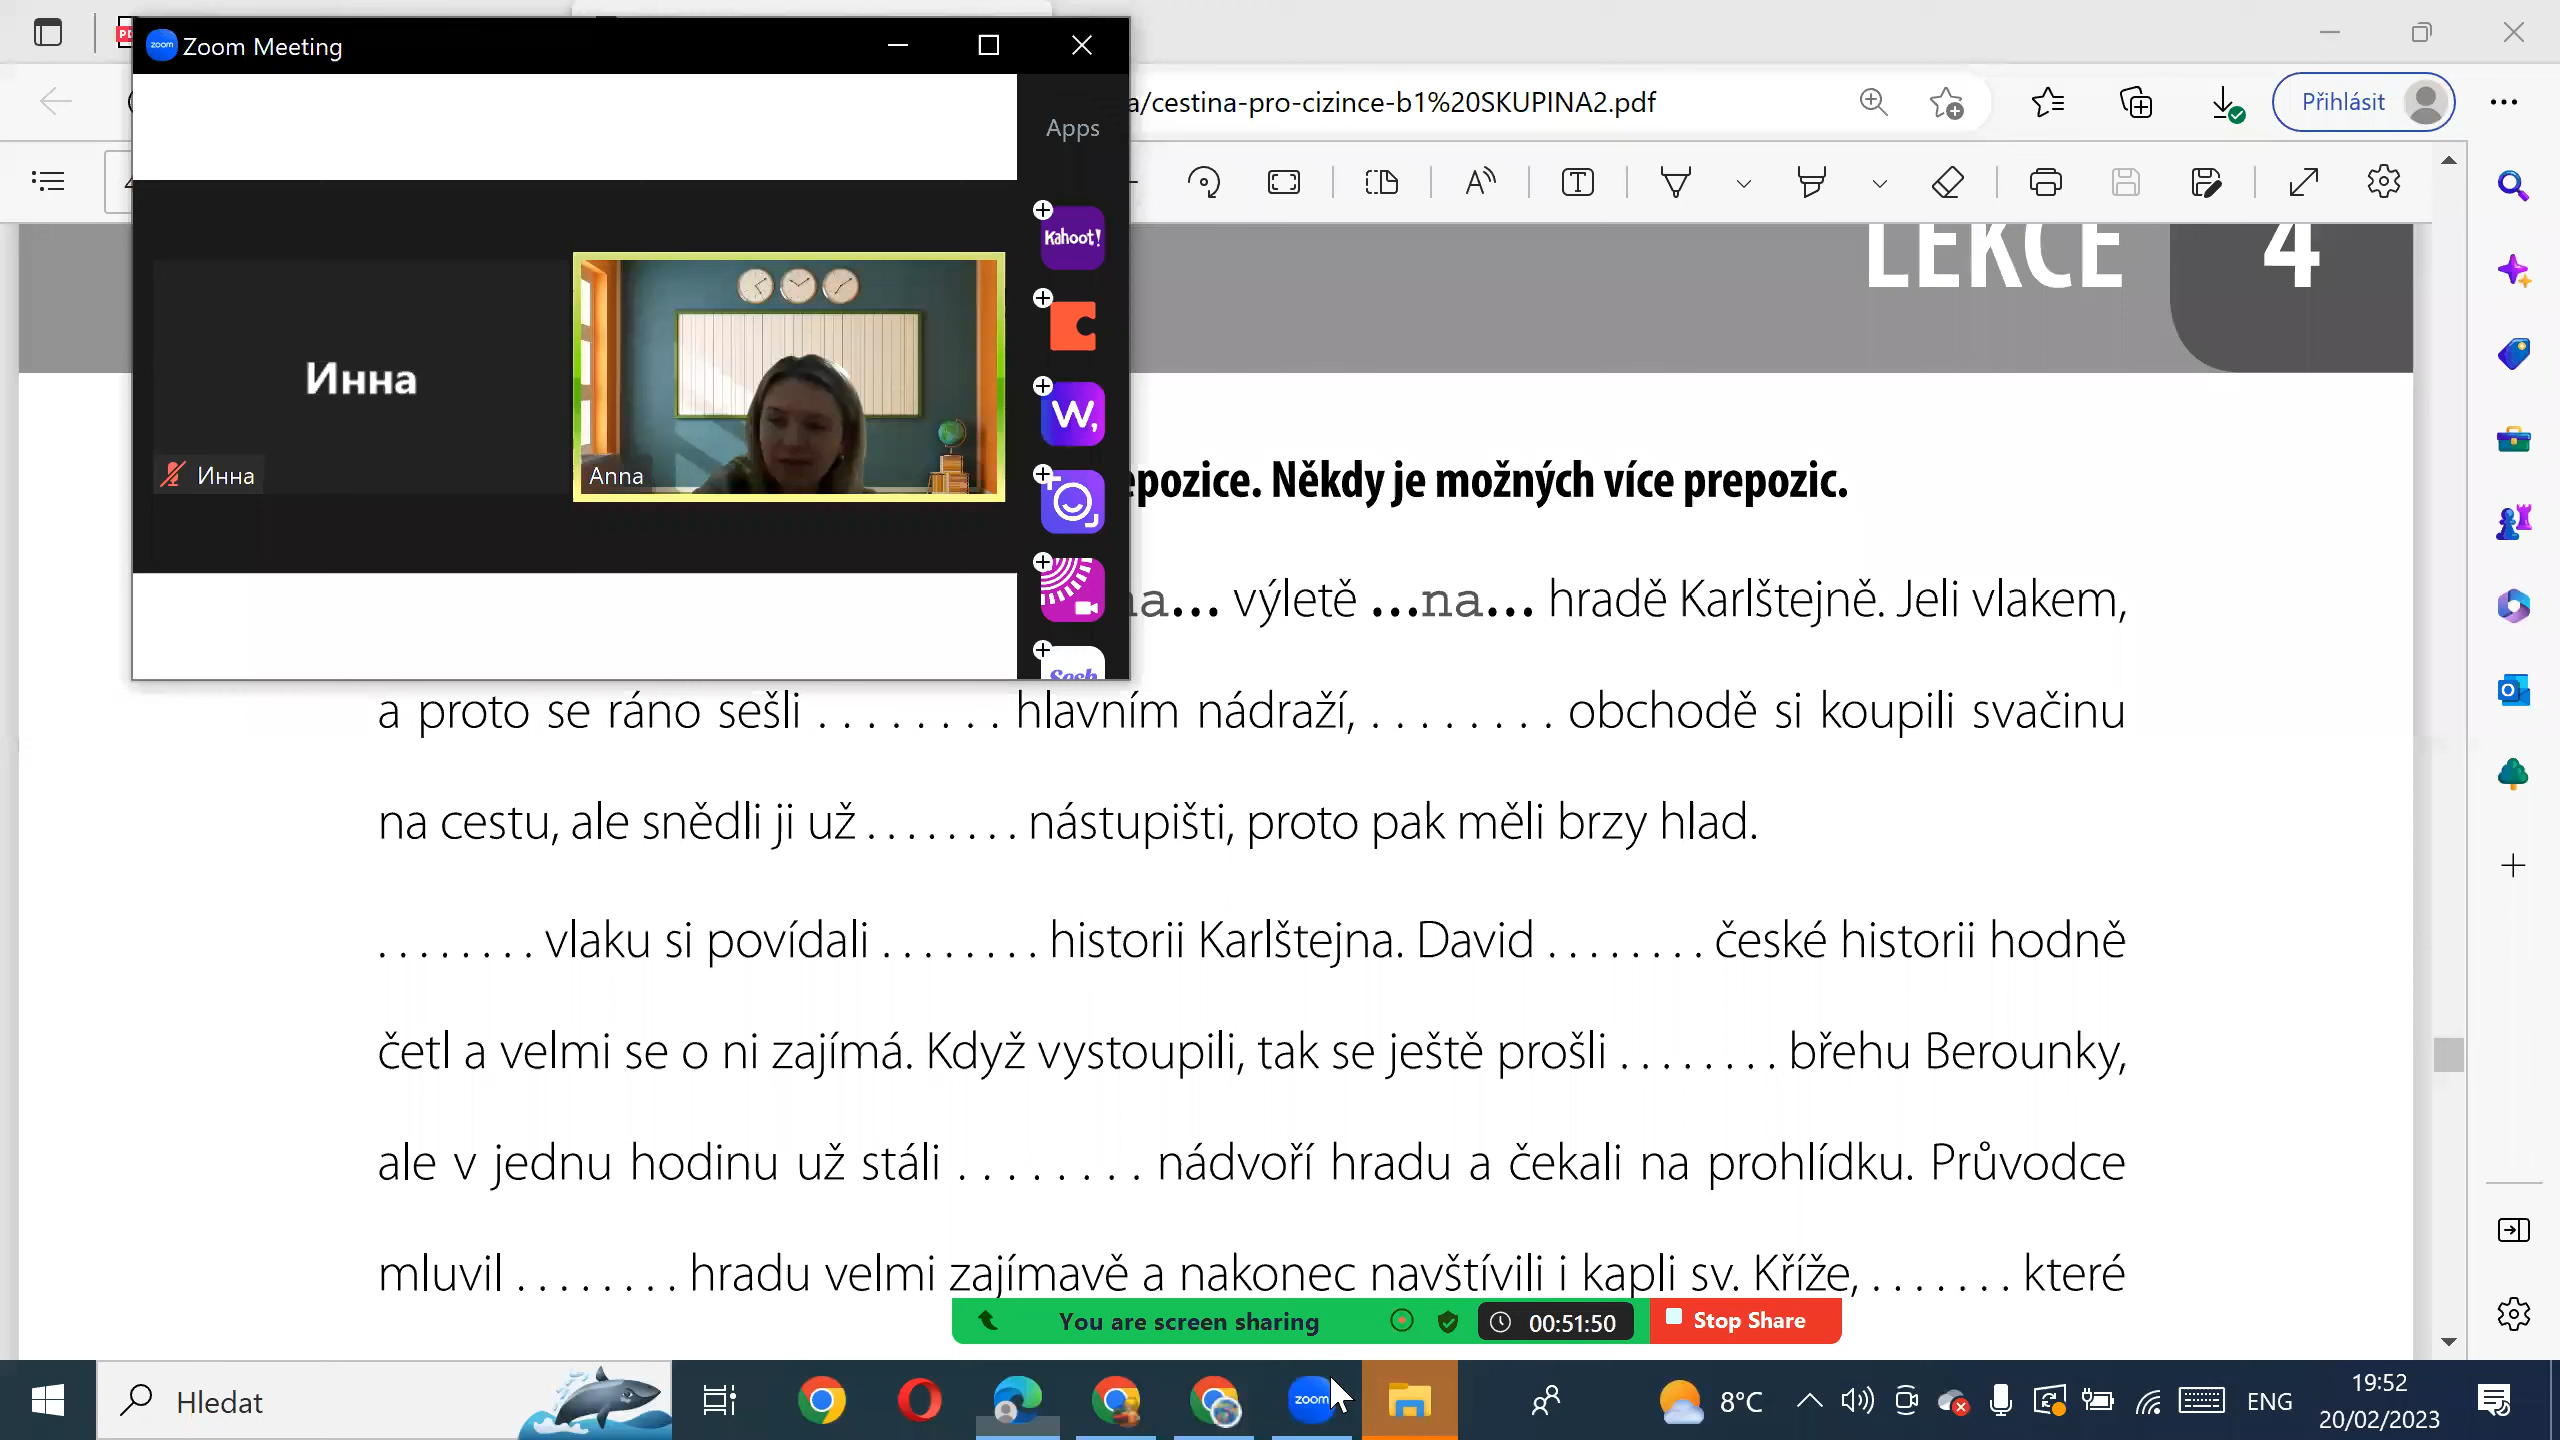 Zoom Meeting
a/cestina-pro-cizince-b1%20SKUPINA2.pdf
Přihlásit
Apps
Kahoot!
LEKCE 4
Инна
Инна
Anna
epozice. Někdy je možných více prepozic.
na... výletě ...na... hradě Karlštejně. Jeli vlakem,
Sesh
a proto se ráno sešli ........ hlavním nádraží, ........ obchodě si koupili svačinu
na cestu, ale snědli ji už ........ nástupišti, proto pak měli brzy hlad.
........ vlaku si povídali ........ historii Karlštejna. David ........ české historii hodně
četl a velmi se o ni zajímá. Když vystoupili, tak se ještě prošli ........ břehu Berounky,
ale v jednu hodinu už stáli ........ nádvoří hradu a čekali na prohlídku. Průvodce
mluvil ........ hradu velmi zajímavě a nakonec navštívili i kapli sv. Kříže, ....... které
You are screen sharing 00:51:50 Stop Share
Hledat
zoom
8°C
ENG
19:52
20/02/2023